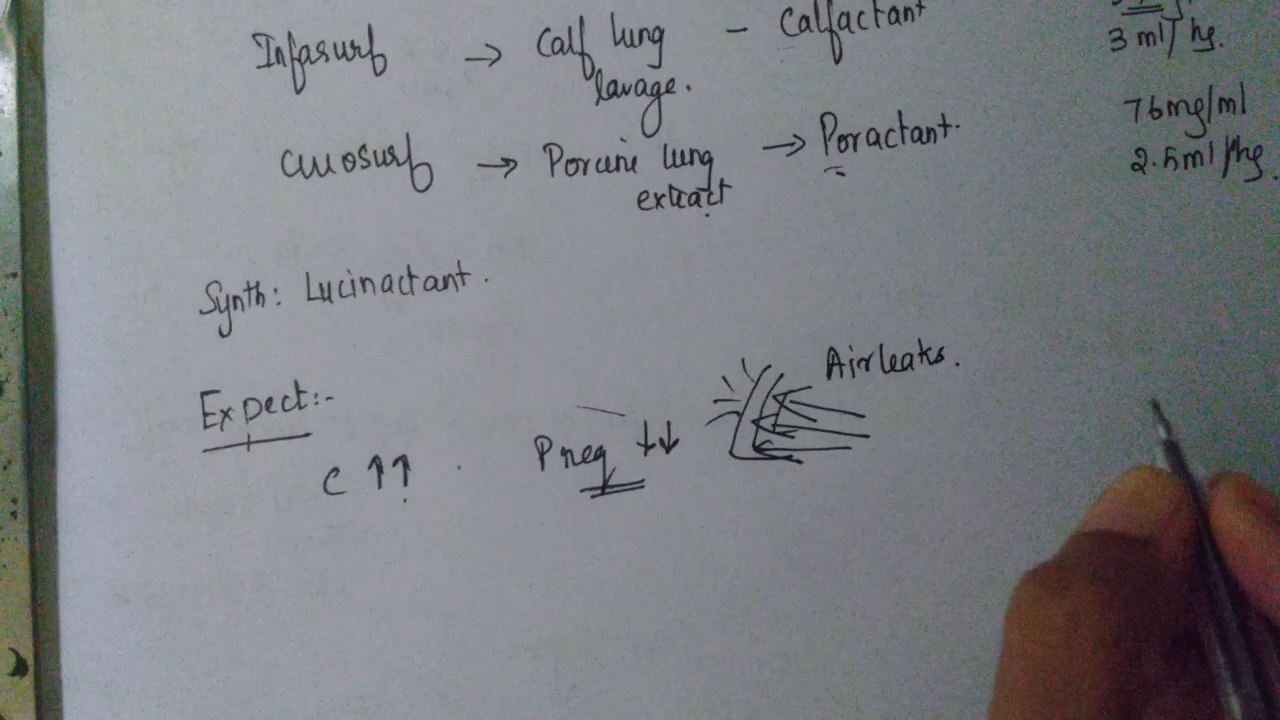 Infasurf → Calf lung lavage. - Calfactant 3 ml/kg.
Curosurf → Porcine lung extract → Poractant. 76mg/ml 2.5ml/kg.
Synth: Lucinactant.
Expect:-
C ↑↑ . Preq ↓↓ Airleaks.